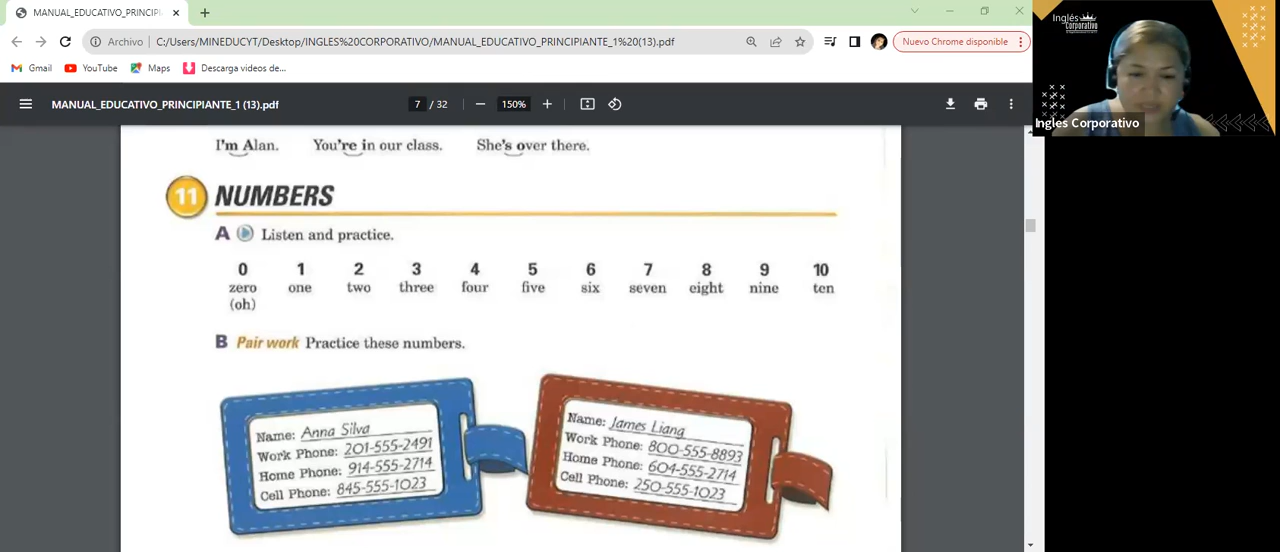 MANUAL_EDUCATIVO_PRINCIPI
Archivo C:/Users/MINEDUCYT/Desktop/INGLES%20CORPORATIVO/MANUAL_EDUCATIVO_PRINCIPIANTE_1%20(13).pdf
Nuevo Chrome disponible
Gmail YouTube Maps Descarga videos de...
MANUAL_EDUCATIVO_PRINCIPIANTE_1 (13).pdf 7 / 32 150%
Inglés
Corporativo
Ingles Corporativo
I'm Alan. You're in our class. She's over there.
11 NUMBERS
A Listen and practice.
0 1 2 3 4 5 6 7 8 9 10
zero one two three four five six seven eight nine ten
(oh)
B Pair work Practice these numbers.
Name: Anna Silva
Work Phone: 201-555-2491
Home Phone: 914-555-2714
Cell Phone: 845-555-1023
Name: James Liang
Work Phone: 800-555-8893
Home Phone: 604-555-2714
Cell Phone: 250-555-1023